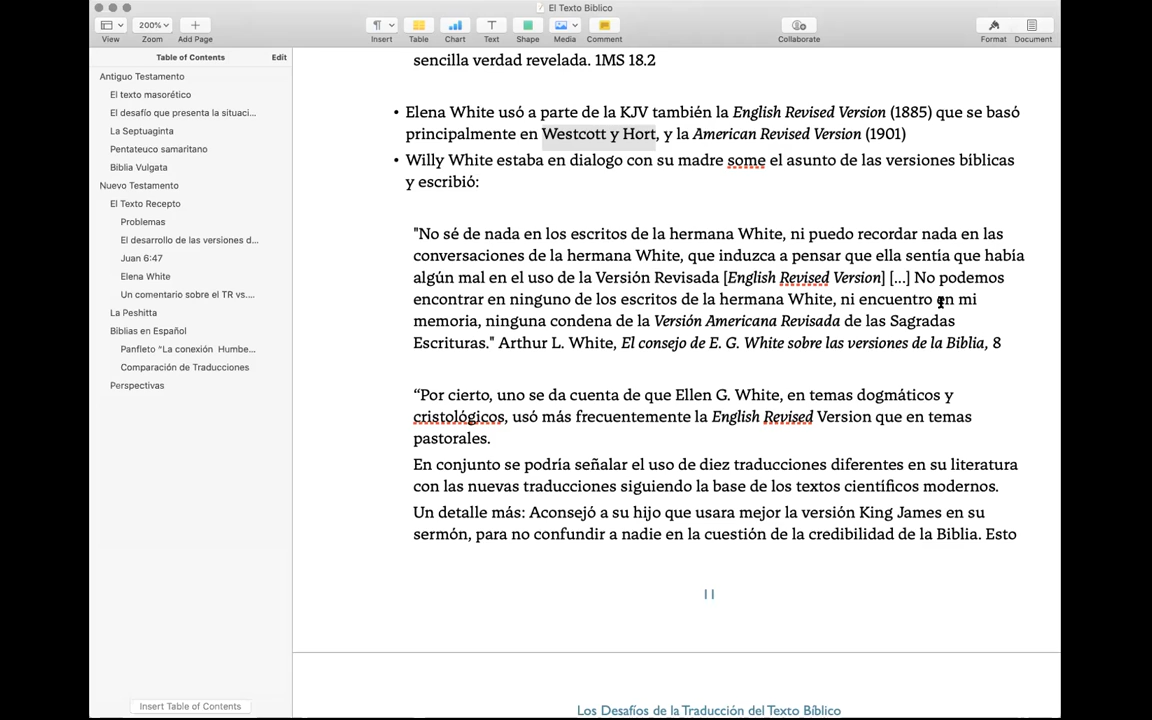 El Texto Bíblico
200%
View
Zoom
Add Page
Insert
Table
Chart
Text
Shape
Media
Comment
Collaborate
Format
Document
Table of Contents
Edit
Antiguo Testamento
El texto masorético
El desafío que presenta la situaci...
La Septuaginta
Pentateuco samaritano
Biblia Vulgata
Nuevo Testamento
El Texto Recepto
Problemas
El desarrollo de las versiones d...
Juan 6:47
Elena White
Un comentario sobre el TR vs....
La Peshitta
Biblias en Español
Panfleto "La conexión Humbe...
Comparación de Traducciones
Perspectivas
Insert Table of Contents
sencilla verdad revelada. 1MS 18.2
• Elena White usó a parte de la KJV también la English Revised Version (1885) que se basó
principalmente en Westcott y Hort, y la American Revised Version (1901)
• Willy White estaba en dialogo con su madre some el asunto de las versiones bíblicas
y escribió:
"No sé de nada en los escritos de la hermana White, ni puedo recordar nada en las
conversaciones de la hermana White, que induzca a pensar que ella sentía que había
algún mal en el uso de la Versión Revisada [English Revised Version] [...] No podemos
encontrar en ninguno de los escritos de la hermana White, ni encuentro en mi
memoria, ninguna condena de la Versión Americana Revisada de las Sagradas
Escrituras." Arthur L. White, El consejo de E. G. White sobre las versiones de la Biblia, 8
“Por cierto, uno se da cuenta de que Ellen G. White, en temas dogmáticos y
cristológicos, usó más frecuentemente la English Revised Version que en temas
pastorales.
En conjunto se podría señalar el uso de diez traducciones diferentes en su literatura
con las nuevas traducciones siguiendo la base de los textos científicos modernos.
Un detalle más: Aconsejó a su hijo que usara mejor la versión King James en su
sermón, para no confundir a nadie en la cuestión de la credibilidad de la Biblia. Esto
11
Los Desafíos de la Traducción del Texto Bíblico